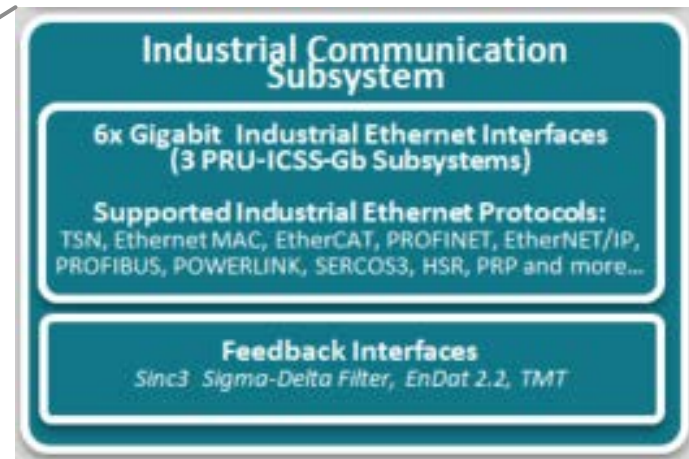 Industrial Communication
Subsystem
6x Gigabit Industrial Ethernet Interfaces
(3 PRU-ICSS-Gb Subsystems)
Supported Industrial Ethernet Protocols:
TSN, Ethernet MAC, EtherCAT, PROFINET, EtherNET/IP,
PROFIBUS, POWERLINK, SERCOS3, HSR, PRP and more...
Feedback Interfaces
Sinc3 Sigma-Delta Filter, EnDat 2.2, TMT